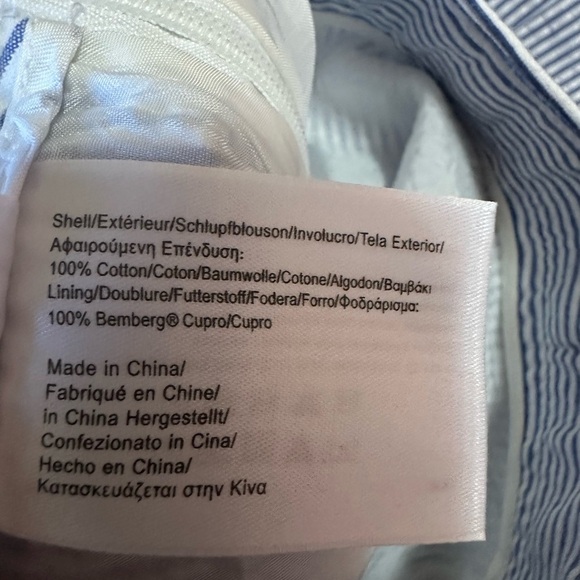 Shell/Extérieur/Schlupfblouson/Involucro/Tela Exterior/
Αφαιρούμενη Επένδυση:
100% Cotton/Coton/Baumwolle/Cotone/Algodon/Βαμβάκι
Lining/Doublure/Futterstoff/Fodera/Forro/Φοδράρισμα:
100% Bemberg® Cupro/Cupro
Made in China/
Fabriqué en Chine/
in China Hergestellt/
Confezionato in Cina/
Hecho en China/
Κατασκευάζεται στην Κίνα